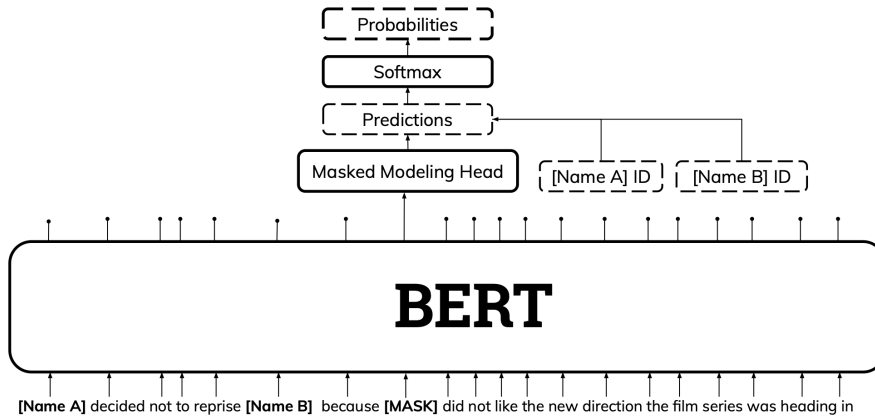 Probabilities
Softmax
Predictions
Masked Modeling Head
[Name A] ID
[Name B] ID
BERT
[Name A] decided not to reprise [Name B] because [MASK] did not like the new direction the film series was heading in